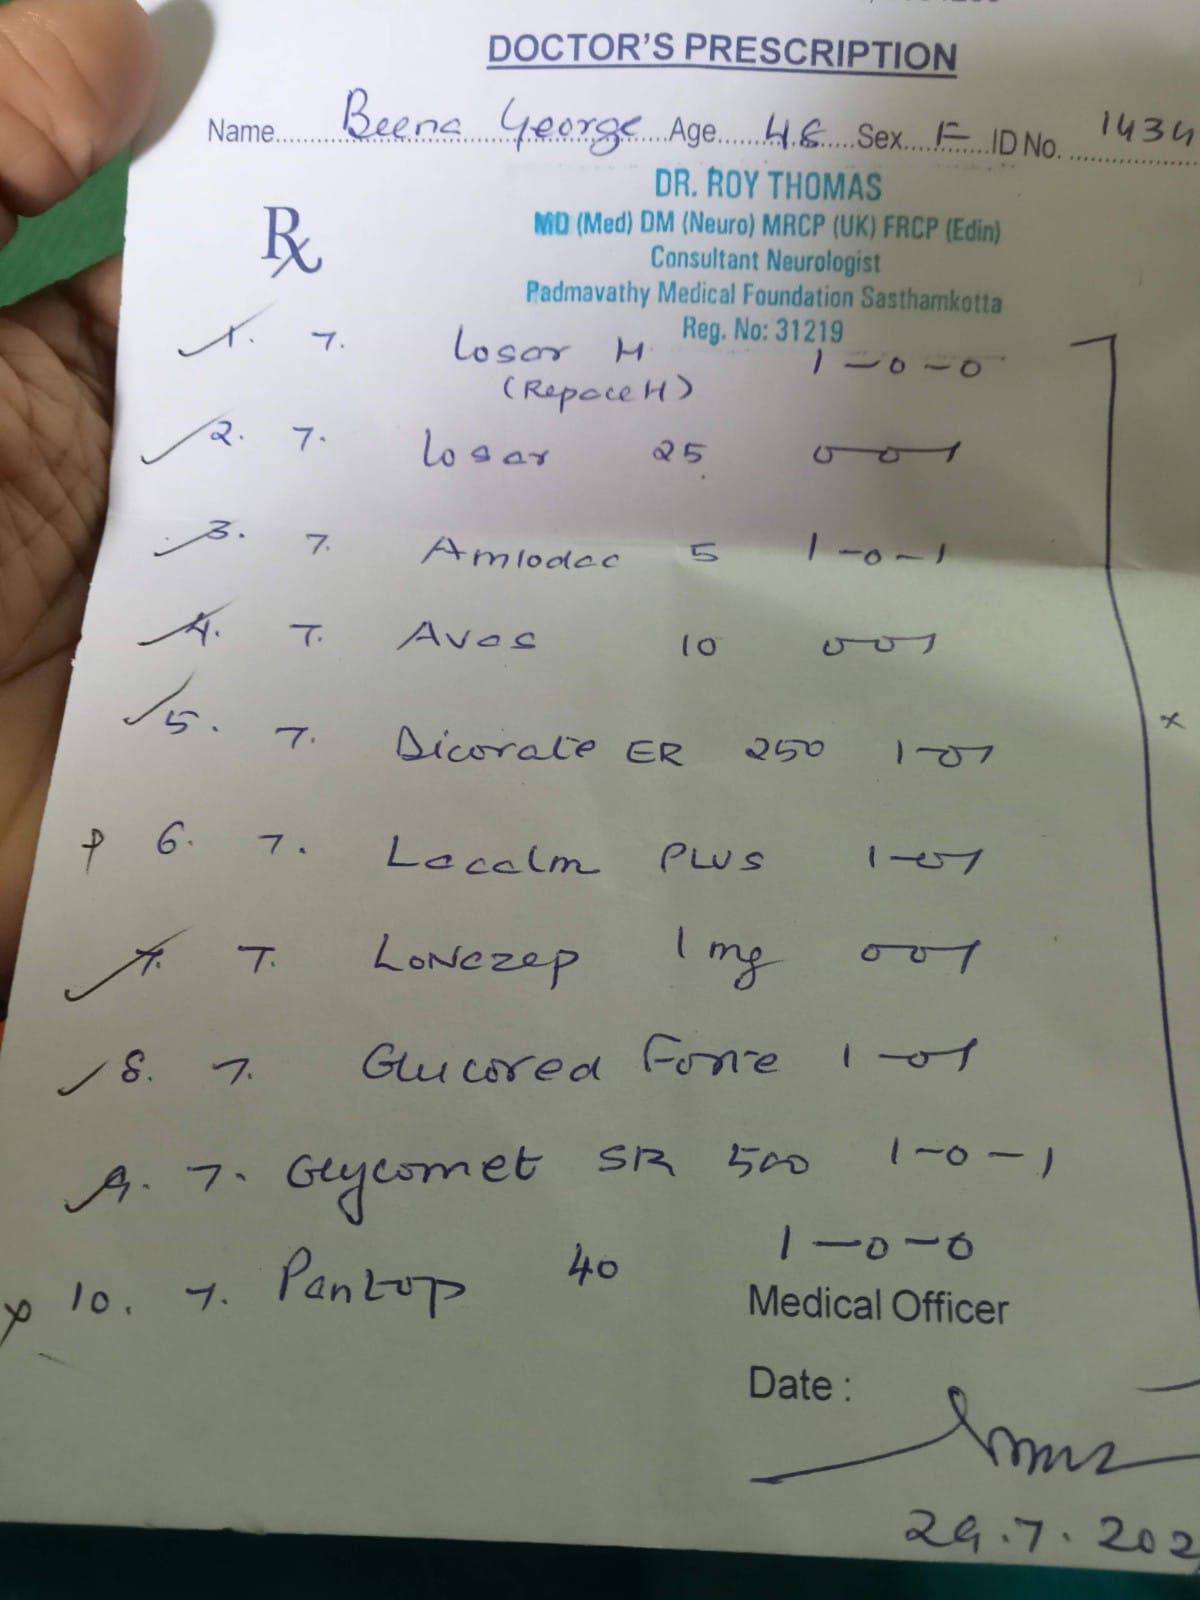 DOCTOR'S PRESCRIPTION
Name...... Beena George Age...... 48 Sex.... F ID No. 1434
DR. ROY THOMAS
MD (Med) DM (Neuro) MRCP (UK) FRCP (Edin)
Consultant Neurologist
Padmavathy Medical Foundation Sasthamkotta
Reg. No: 31219
Rx
1. T. Losar H 1-0-0
(Repace H)
2. T. Losar 25 0 0 1
3. T. Amlodac 5 1-0-1
4. T. Avas 10 0 0 1
5. T. Dicorate ER 250 1-0 1
6. T. Lacalm PLUS 1-0 1
7. T. LONAZEP 1 mg 0 0 1
8. T. Glucored Forte 1-0 1
9. T. Glycomet SR 500 1-0-1
10. T. Pantop 40 1-0-0
Medical Officer
Date :
29.7.202